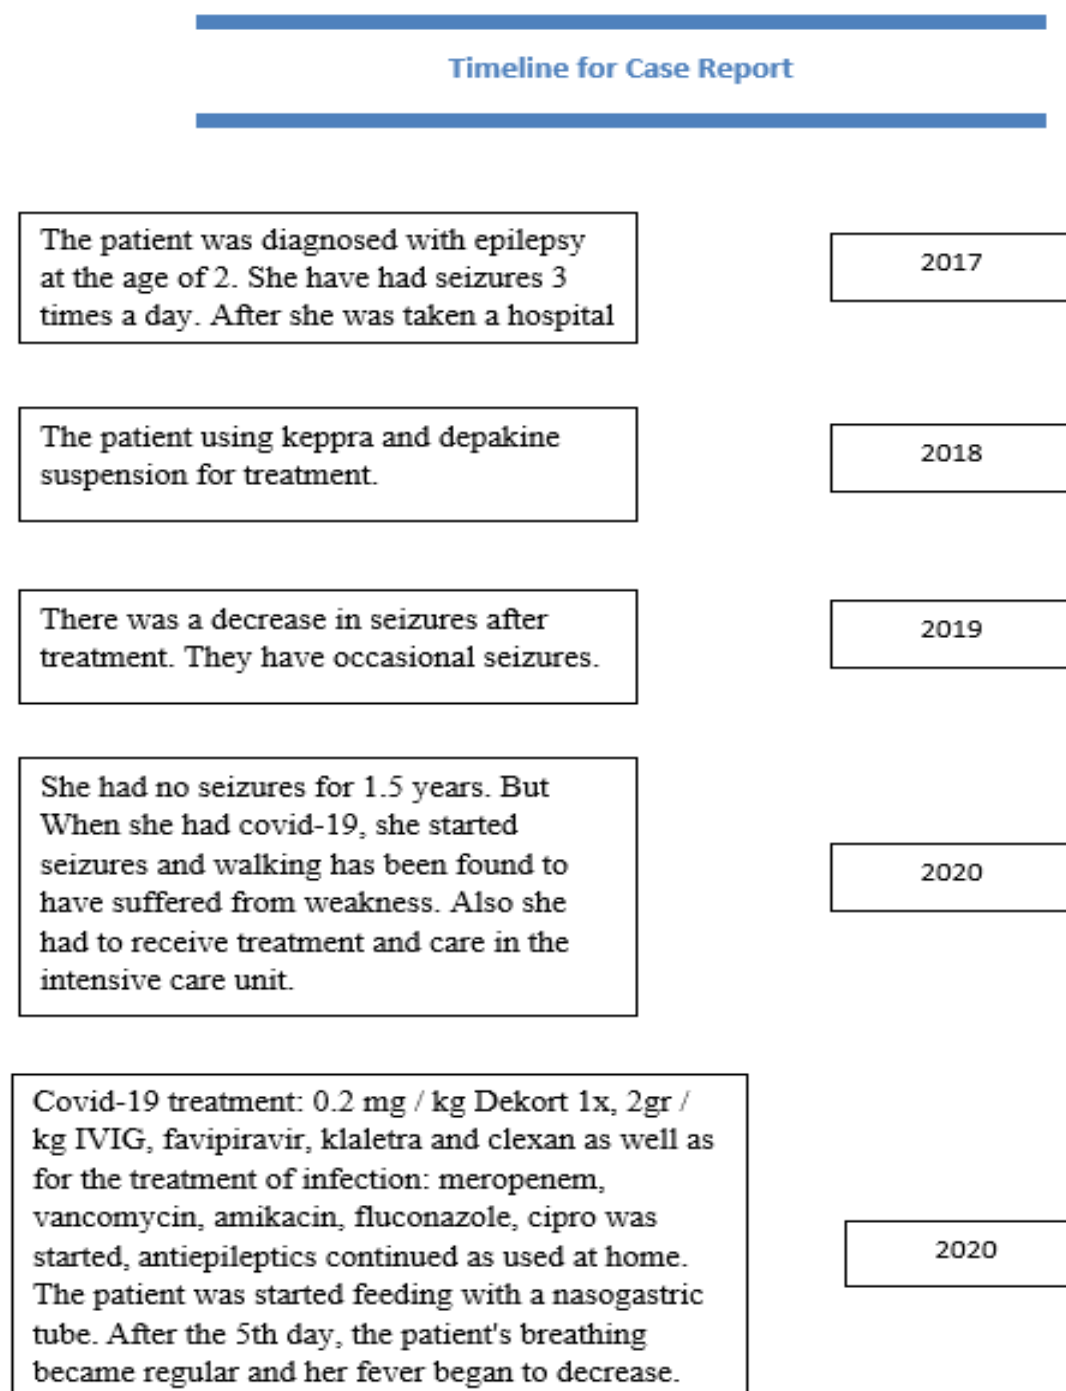 Timeline for Case Report
The patient was diagnosed with epilepsy
at the age of 2. She have had seizures 3
times a day. After she was taken a hospital
2017
The patient using keppra and depakine
suspension for treatment.
2018
There was a decrease in seizures after
treatment. They have occasional seizures.
2019
She had no seizures for 1.5 years. But
When she had covid-19, she started
seizures and walking has been found to
have suffered from weakness. Also she
had to receive treatment and care in the
intensive care unit.
2020
Covid-19 treatment: 0.2 mg / kg Dekort 1x, 2gr /
kg IVIG, favipiravir, klaletra and clexan as well as
for the treatment of infection: meropenem,
vancomycin, amikacin, fluconazole, cipro was
started, antiepileptics continued as used at home.
The patient was started feeding with a nasogastric
tube. After the 5th day, the patient's breathing
became regular and her fever began to decrease.
2020